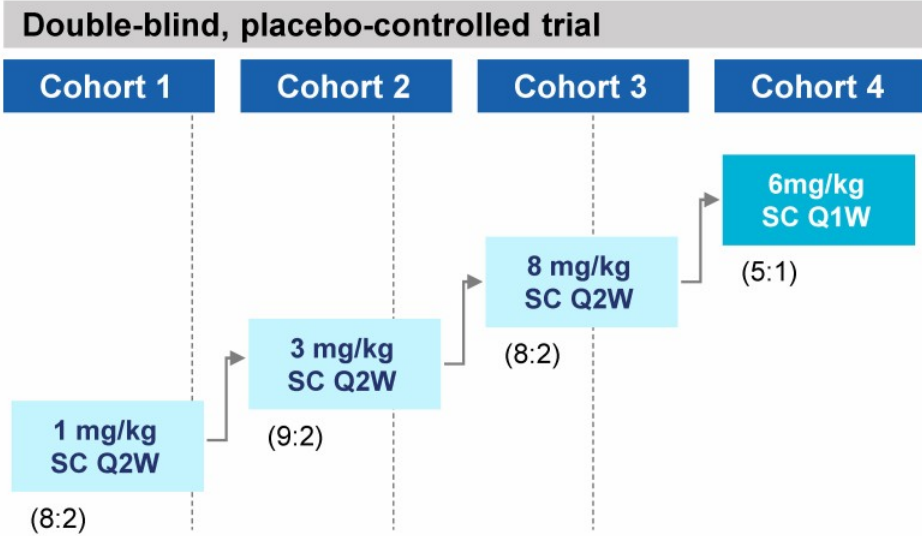 Double-blind, placebo-controlled trial
Cohort 1
Cohort 2
Cohort 3
Cohort 4
6mg/kg
SC Q1W
(5:1)
8 mg/kg
SC Q2W
(8:2)
3 mg/kg
SC Q2W
(9:2)
1 mg/kg
SC Q2W
(8:2)